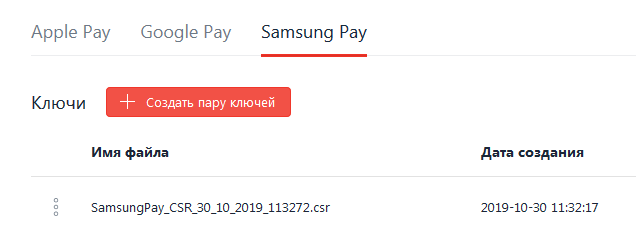 Apple Pay Google Pay Samsung Pay
Ключи Создать пару ключей
Имя файла Дата создания
SamsungPay_CSR_30_10_2019_113272.csr 2019-10-30 11:32:17